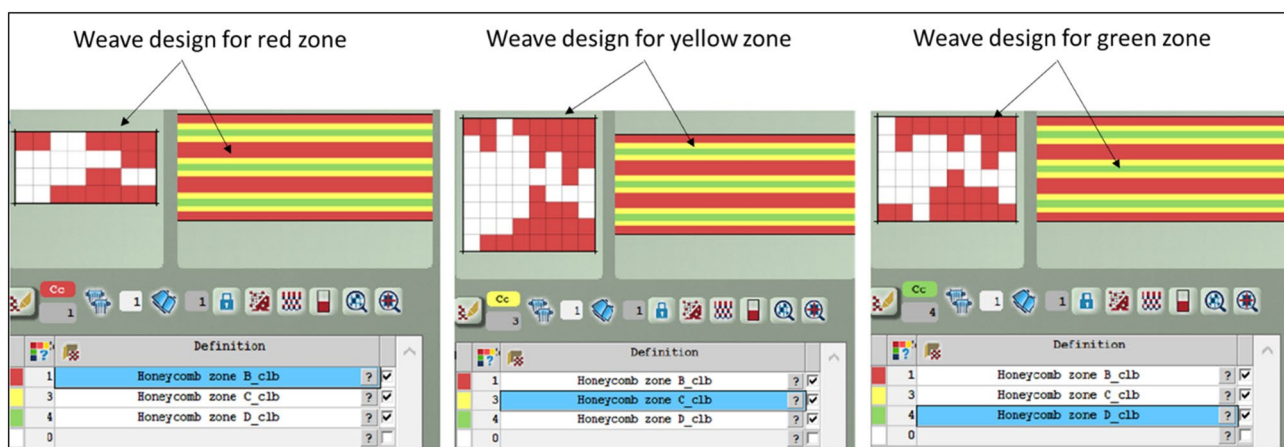 Weave design for red zone
Weave design for yellow zone
Weave design for green zone
Cc
1
1
1
Definition
1 Honeycomb zone B_clb ?
3 Honeycomb zone C_clb ?
4 Honeycomb zone D_clb ?
0 ?
Cc
3
1
1
Definition
1 Honeycomb zone B_clb ?
3 Honeycomb zone C_clb ?
4 Honeycomb zone D_clb ?
0 ?
Cc
4
1
1
Definition
1 Honeycomb zone B_clb ?
3 Honeycomb zone C_clb ?
4 Honeycomb zone D_clb ?
0 ?